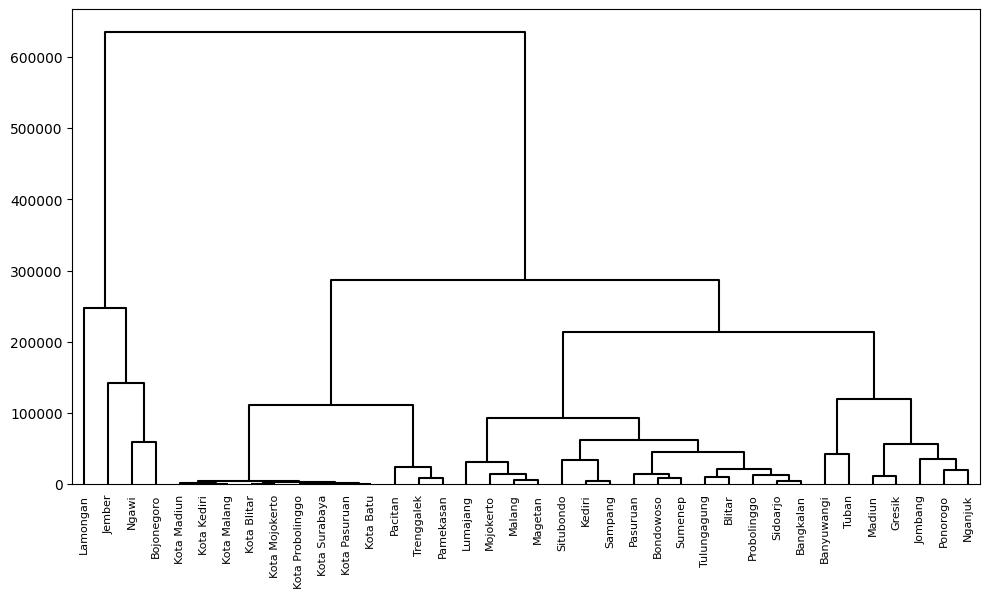 600000
500000
400000
300000
200000
100000
0
Lamongan
Jember
Ngawi
Bojonegoro
Kota Madiun
Kota Kediri
Kota Malang
Kota Blitar
Kota Mojokerto
Kota Probolinggo
Kota Surabaya
Kota Pasuruan
Kota Batu
Pacitan
Trenggalek
Pamekasan
Lumajang
Mojokerto
Malang
Magetan
Situbondo
Kediri
Sampang
Pasuruan
Bondowoso
Sumenep
Tulungagung
Blitar
Probolinggo
Sidoarjo
Bangkalan
Banyuwangi
Tuban
Madiun
Gresik
Jombang
Ponorogo
Nganjuk